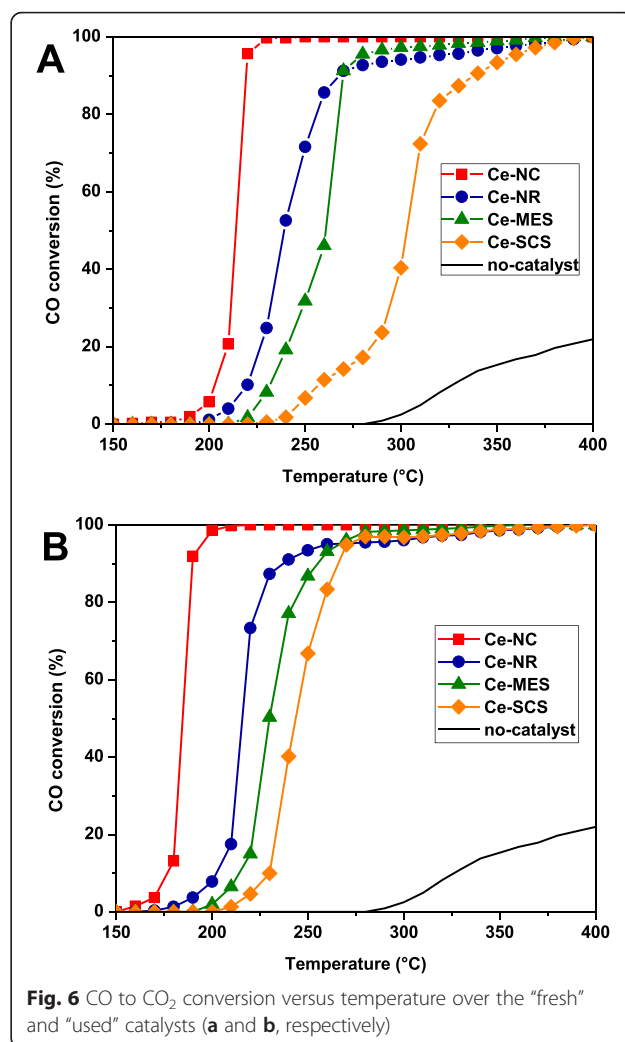 A
100
80
60
40
20
0
CO conversion (%)
Ce-NC
Ce-NR
Ce-MES
Ce-SCS
no-catalyst
150 200 250 300 350 400
Temperature (°C)
B
100
80
60
40
20
0
CO conversion (%)
Ce-NC
Ce-NR
Ce-MES
Ce-SCS
no-catalyst
150 200 250 300 350 400
Temperature (°C)
Fig. 6 CO to CO₂ conversion versus temperature over the “fresh”
and “used” catalysts (a and b, respectively)